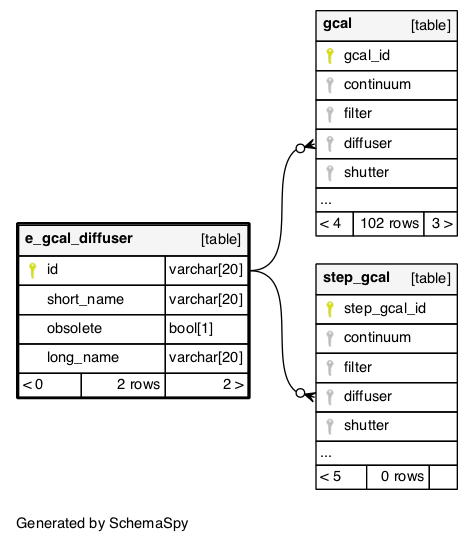 gcal [table]
gcal_id
continuum
filter
diffuser
shutter
...
< 4 102 rows 3 >
e_gcal_diffuser [table]
id varchar[20]
short_name varchar[20]
obsolete bool[1]
long_name varchar[20]
< 0 2 rows 2 >
step_gcal [table]
step_gcal_id
continuum
filter
diffuser
shutter
...
< 5 0 rows
Generated by SchemaSpy